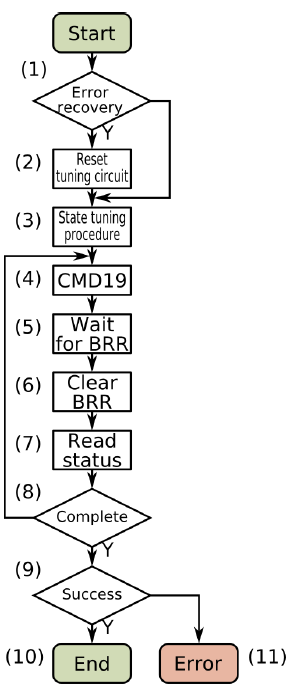 Start
(1)
Error
recovery
Y
(2)
Reset
tuning circuit
(3)
State tuning
procedure
(4)
CMD19
(5)
Wait
for BRR
(6)
Clear
BRR
(7)
Read
status
(8)
Complete
Y
(9)
Success
Y
(10)
End
Error
(11)